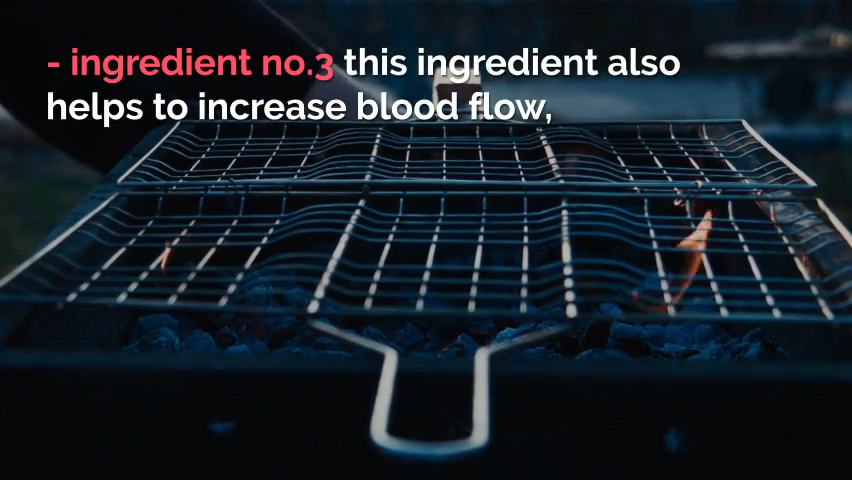 - ingredient no.3 this ingredient also
helps to increase blood flow,